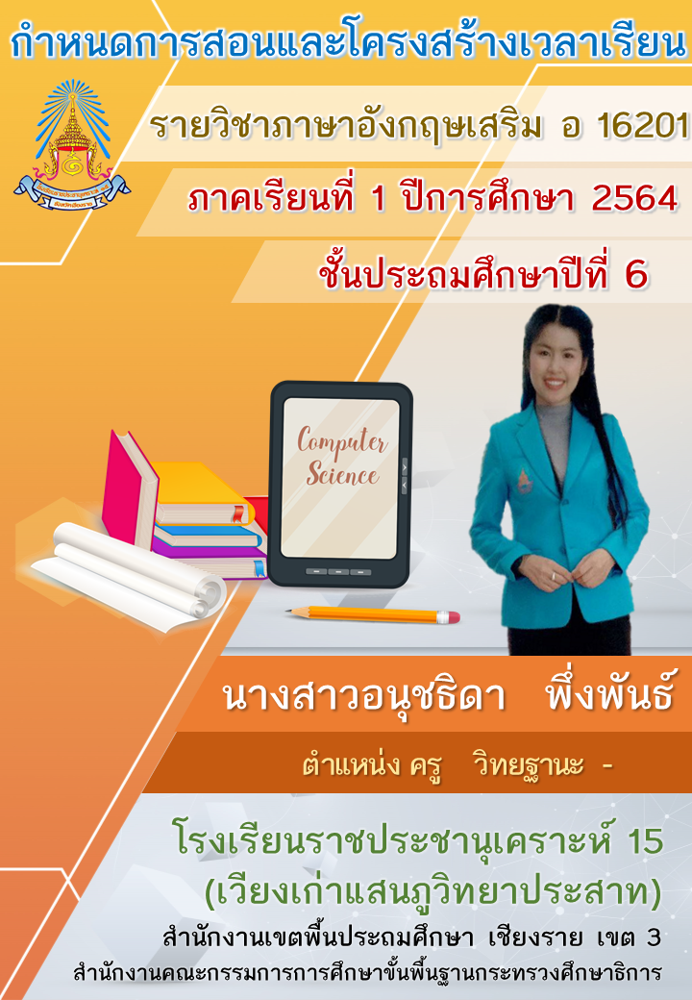 กำหนดการสอนและโครงสร้างเวลาเรียน
รายวิชาภาษาอังกฤษเสริม อ 16201
ภาคเรียนที่ 1 ปีการศึกษา 2564
ชั้นประถมศึกษาปีที่ 6
Computer
Science
นางสาวอนุชธิดา พึ่งพันธ์
ตำแหน่ง ครู วิทยฐานะ -
โรงเรียนราชประชานุเคราะห์ 15
(เวียงเก่าแสนภูวิทยาประสาท)
สำนักงานเขตพื้นประถมศึกษา เชียงราย เขต 3
สำนักงานคณะกรรมการการศึกษาขั้นพื้นฐานกระทรวงศึกษาธิการ